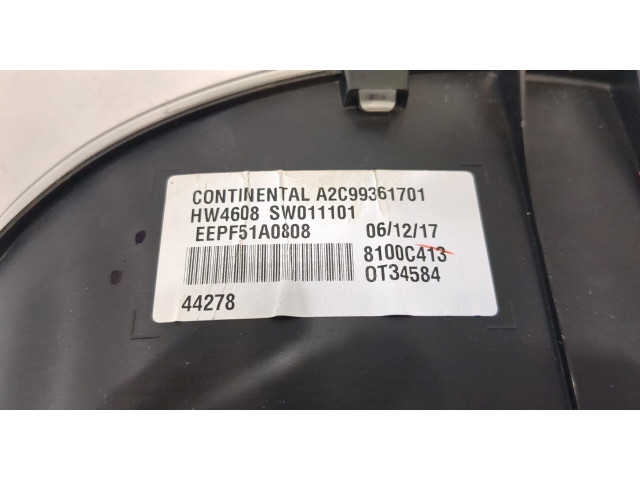 CONTINENTAL A2C99361701
HW4608 SW011101
EEPF51A0808 06/12/17
8100C413
OT34584
44278